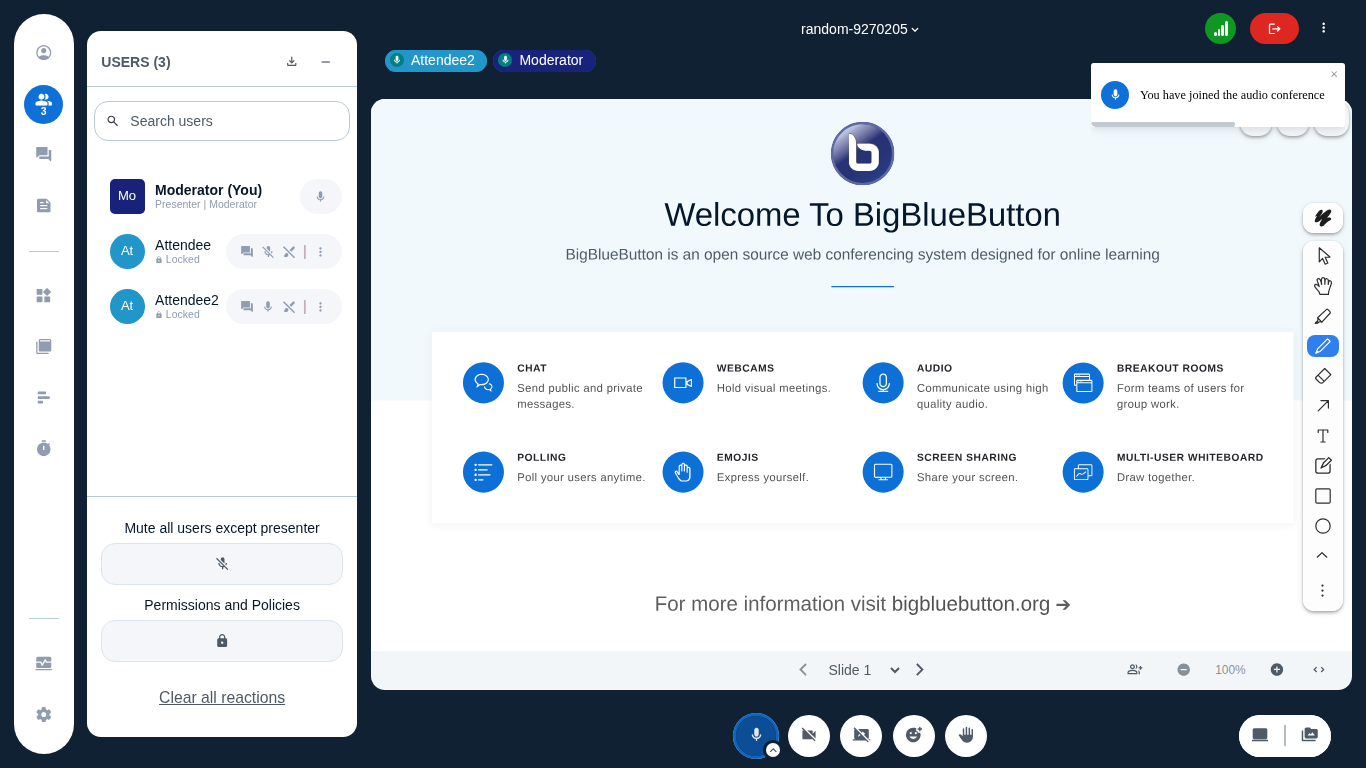 random-9270205
USERS (3)
Attendee2
Moderator
You have joined the audio conference
3
Search users
Mo
Moderator (You)
Presenter | Moderator
At
Attendee
Locked
At
Attendee2
Locked
Mute all users except presenter
Permissions and Policies
Clear all reactions
Welcome To BigBlueButton
BigBlueButton is an open source web conferencing system designed for online learning
CHAT
Send public and private
messages.
WEBCAMS
Hold visual meetings.
AUDIO
Communicate using high
quality audio.
BREAKOUT ROOMS
Form teams of users for
group work.
POLLING
Poll your users anytime.
EMOJIS
Express yourself.
SCREEN SHARING
Share your screen.
MULTI-USER WHITEBOARD
Draw together.
For more information visit bigbluebutton.org ➔
Slide 1
100%